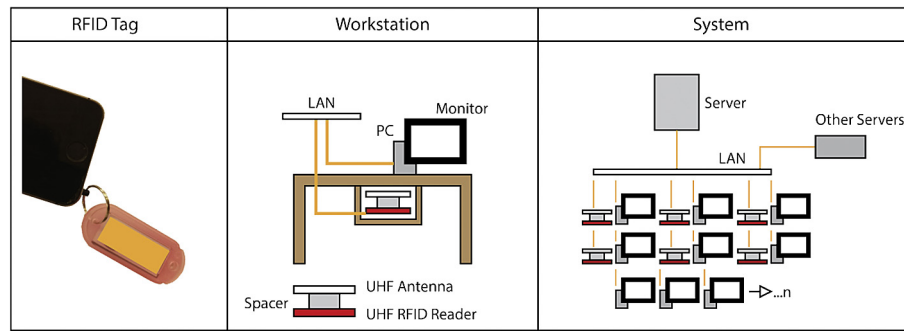 RFID Tag
Workstation
System
LAN
Monitor
PC
UHF Antenna
Spacer
UHF RFID Reader
Server
Other Servers
LAN
...n